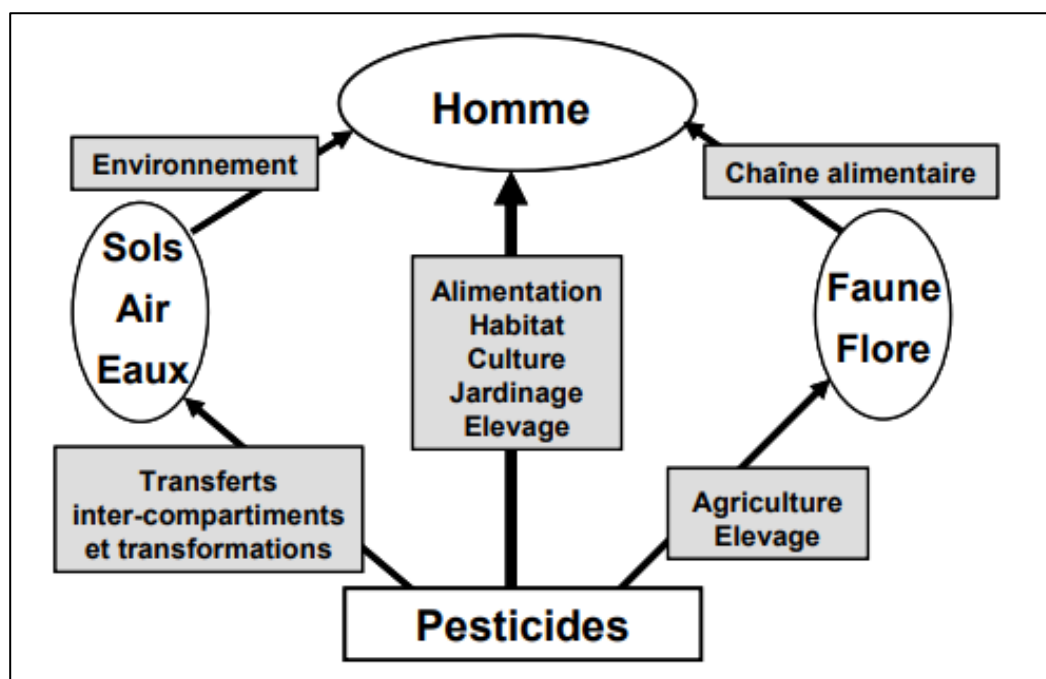 Homme
Environnement
Chaîne alimentaire
Sols
Air
Eaux
Alimentation
Habitat
Culture
Jardinage
Elevage
Faune
Flore
Transferts
inter-compartiments
et transformations
Agriculture
Elevage
Pesticides